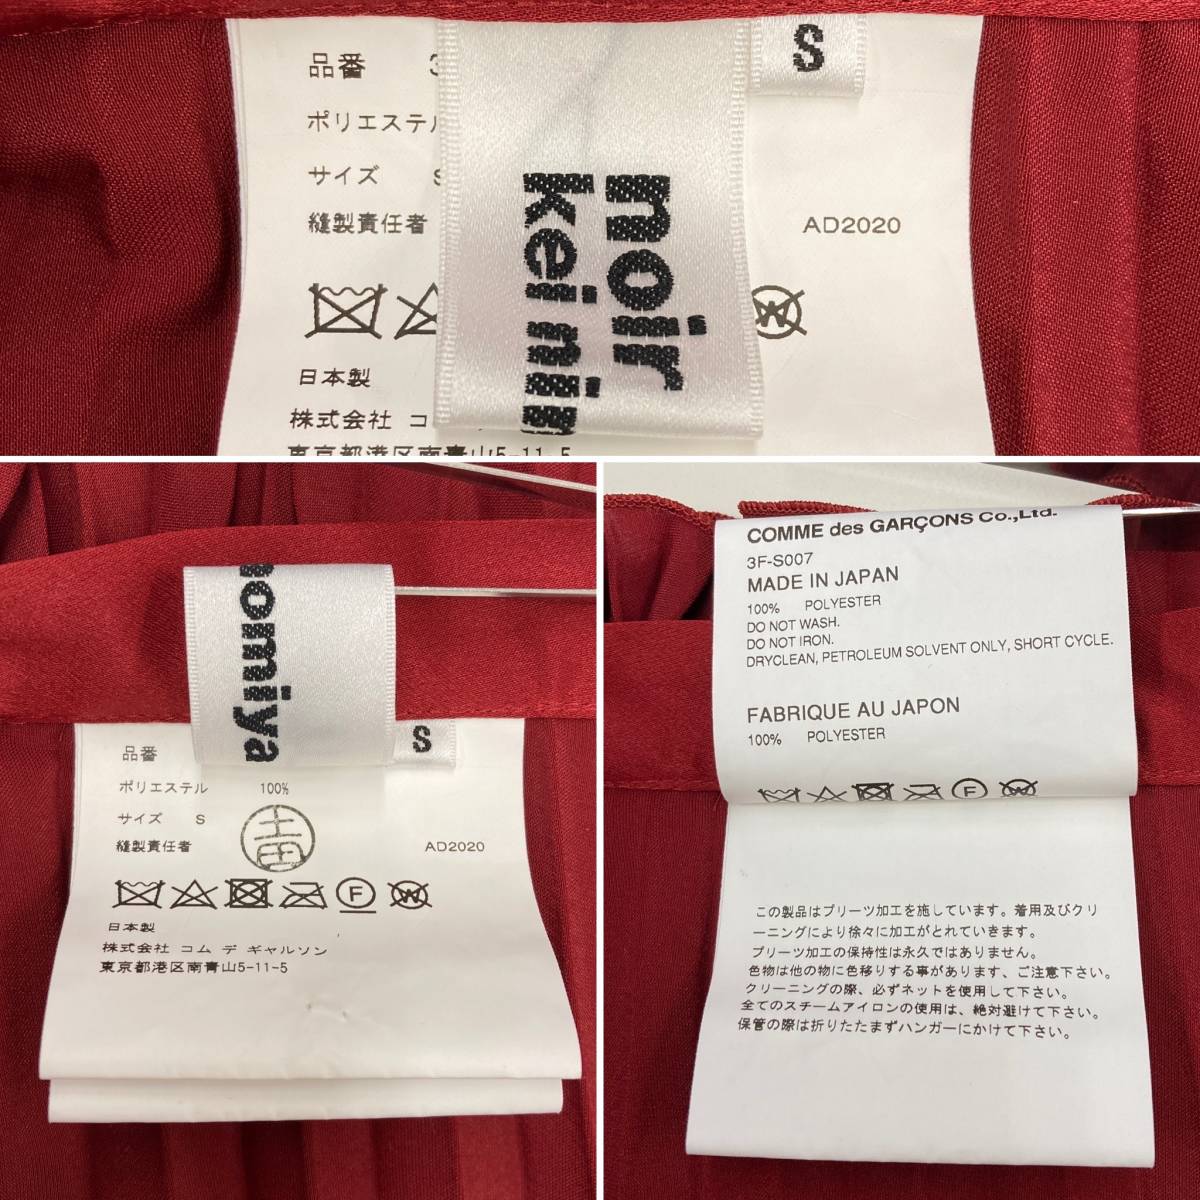 品番 3
ポリエステル
サイズ S
縫製責任者
AD2020
日本製
株式会社 コ
東京都港区南青山5-11-5
noir
kei nin
S
nomiya
S
品番
ポリエステル 100%
サイズ S
縫製責任者
AD2020
F
W
日本製
株式会社 コム デ ギャルソン
東京都港区南青山5-11-5
COMME des GARÇONS Co.,Ltd.
3F-S007
MADE IN JAPAN
100% POLYESTER
DO NOT WASH.
DO NOT IRON.
DRYCLEAN, PETROLEUM SOLVENT ONLY, SHORT CYCLE.
FABRIQUE AU JAPON
100% POLYESTER
F
W
この製品はプリーツ加工を施しています。着用及びクリ
ーニングにより徐々に加工がとれていきます。
プリーツ加工の保持性は永久ではありません。
色物は他の物に色移りする事があります、ご注意下さい。
クリーニングの際、必ずネットを使用して下さい。
全てのスチームアイロンの使用は、絶対避けて下さい。
保管の際は折りたたまずハンガーにかけて下さい。